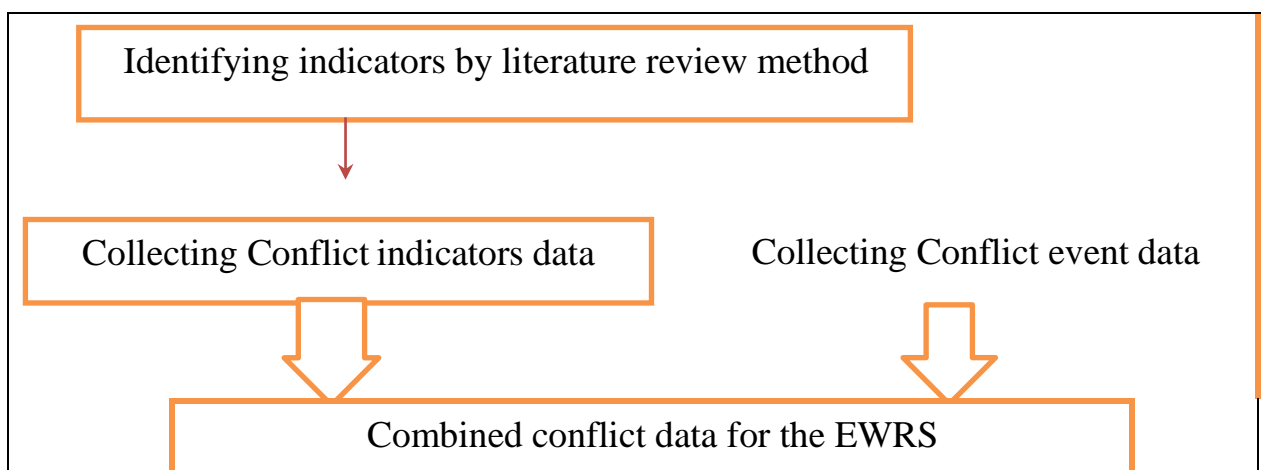 Identifying indicators by literature review method
Collecting Conflict indicators data
Collecting Conflict event data
Combined conflict data for the EWRS